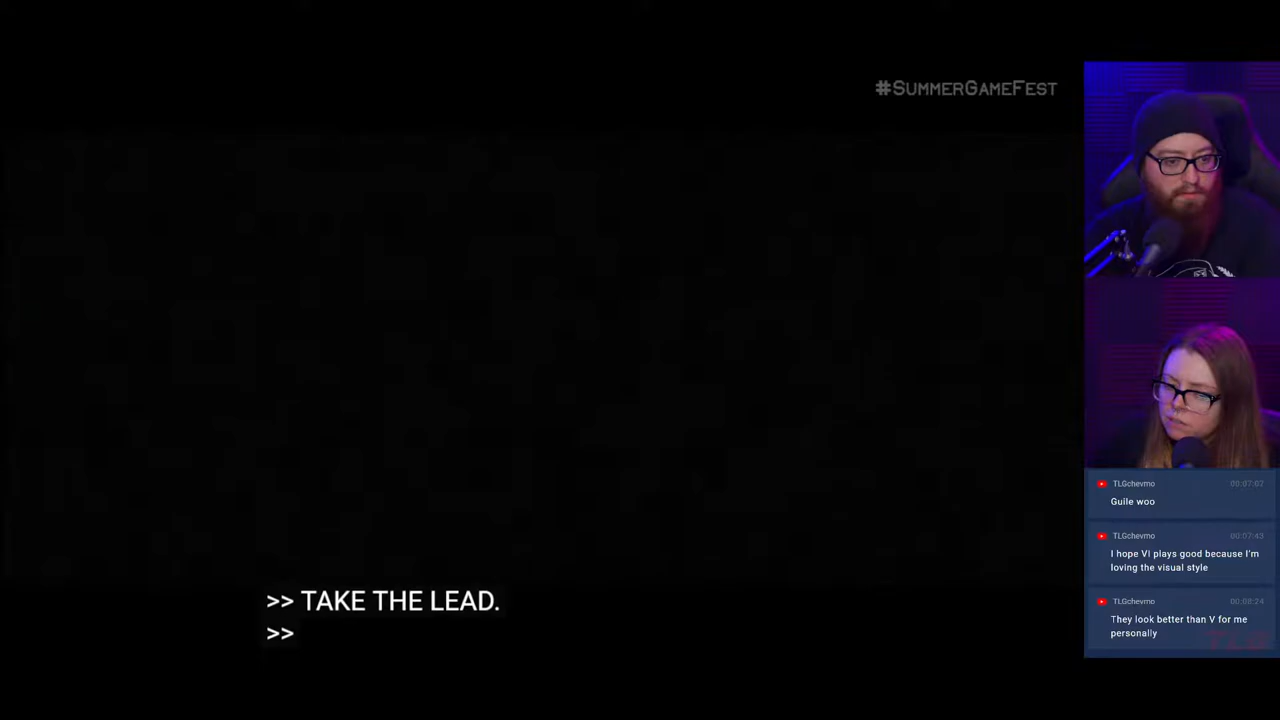 #SUMMERGAMEFEST
>> TAKE THE LEAD.
>>
TLGchevmo 00:07:07
Guile woo
TLGchevmo 00:07:43
I hope VI plays good because I'm
loving the visual style
TLGchevmo 00:08:24
They look better than V for me
personally